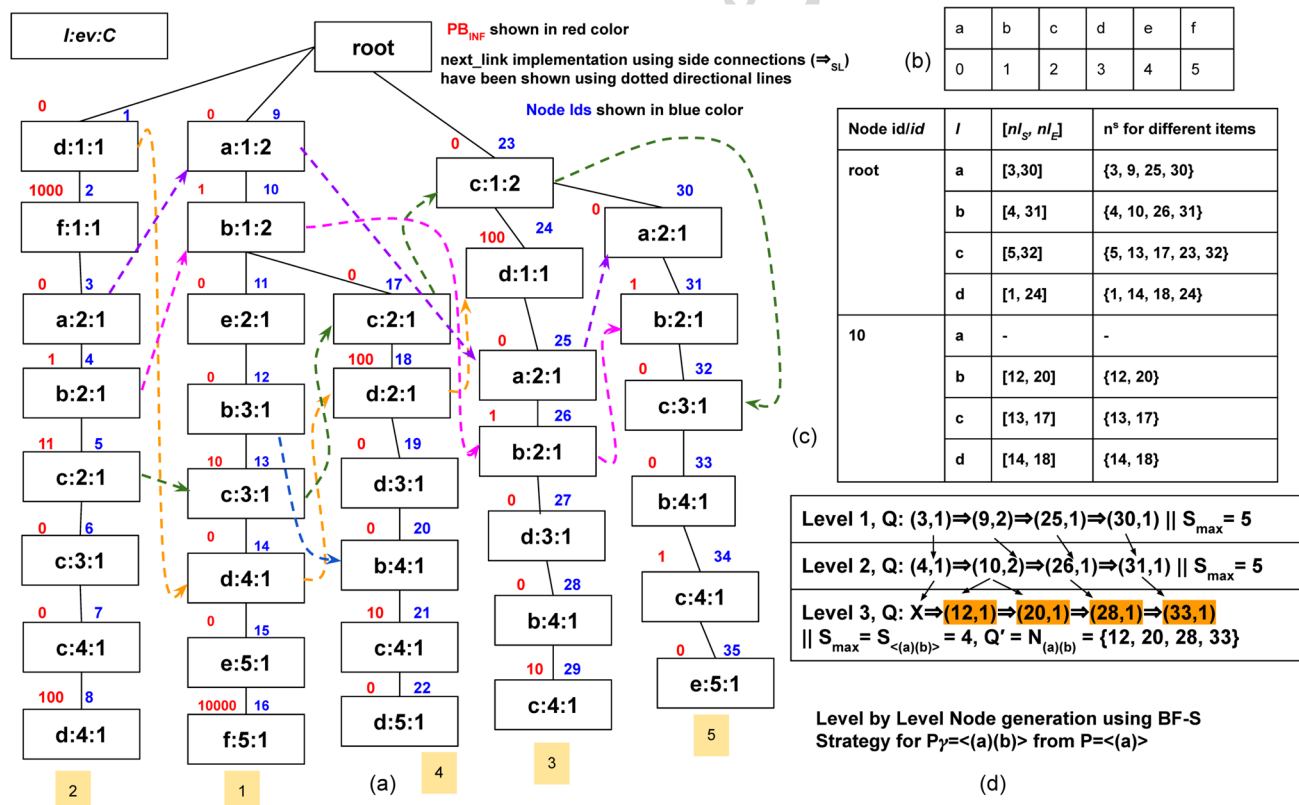 I:ev:C
PB_INF shown in red color
next_link implementation using side connections (⇒_SL)
have been shown using dotted directional lines
Node Ids shown in blue color
root
0 1
d:1:1
1000 2
f:1:1
0 3
a:2:1
1 4
b:2:1
11 5
c:2:1
0 6
c:3:1
0 7
c:4:1
100 8
d:4:1
2
0 9
a:1:2
1 10
b:1:2
0 11
e:2:1
0 12
b:3:1
10 13
c:3:1
0 14
d:4:1
0 15
e:5:1
10000 16
f:5:1
1
0 17
c:2:1
100 18
d:2:1
0 19
d:3:1
0 20
b:4:1
10 21
c:4:1
0 22
d:5:1
4
0 23
c:1:2
100 24
d:1:1
0 25
a:2:1
1 26
b:2:1
0 27
d:3:1
0 28
b:4:1
10 29
c:4:1
3
0 30
a:2:1
1 31
b:2:1
0 32
c:3:1
0 33
b:4:1
1 34
c:4:1
0 35
e:5:1
5
(a)
(b)
a b c d e f
0 1 2 3 4 5
(c)
Node id/id I [nl_S, nl_E] n^s for different items
root a [3,30] {3, 9, 25, 30}
b [4, 31] {4, 10, 26, 31}
c [5,32] {5, 13, 17, 23, 32}
d [1, 24] {1, 14, 18, 24}
10 a - -
b [12, 20] {12, 20}
c [13, 17] {13, 17}
d [14, 18] {14, 18}
Level 1, Q: (3,1)⇒(9,2)⇒(25,1)⇒(30,1) || S_max= 5
Level 2, Q: (4,1)⇒(10,2)⇒(26,1)⇒(31,1) || S_max= 5
Level 3, Q: X⇒(12,1)⇒(20,1)⇒(28,1)⇒(33,1)
|| S_max= S_<(a)(b)> = 4, Q′ = N_(a)(b) = {12, 20, 28, 33}
Level by Level Node generation using BF-S
Strategy for Pγ=<(a)(b)> from P=<(a)>
(d)